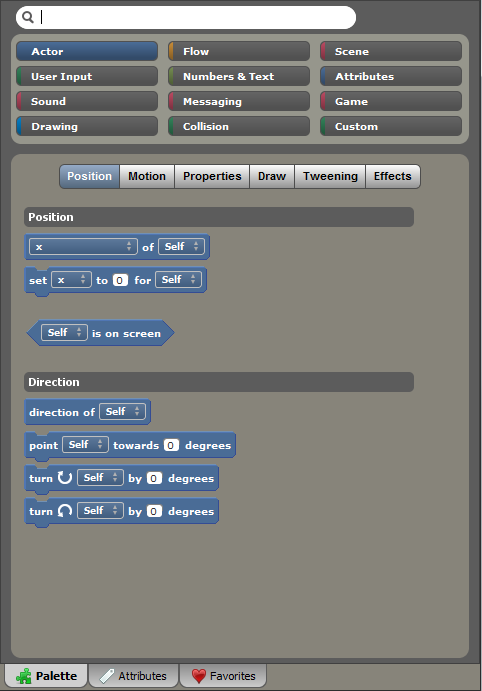 Actor Flow Scene
User Input Numbers & Text Attributes
Sound Messaging Game
Drawing Collision Custom
Position Motion Properties Draw Tweening Effects
Position
x of Self
set x to 0 for Self
Self is on screen
Direction
direction of Self
point Self towards 0 degrees
turn Self by 0 degrees
turn Self by 0 degrees
Palette Attributes Favorites